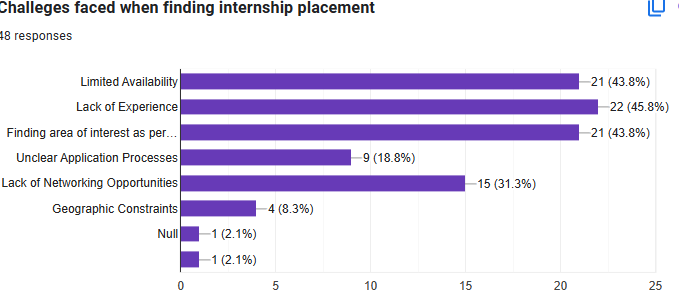 Challeges faced when finding internship placement
48 responses
Limited Availability 21 (43.8%)
Lack of Experience 22 (45.8%)
Finding area of interest as per... 21 (43.8%)
Unclear Application Processes 9 (18.8%)
Lack of Networking Opportunities 15 (31.3%)
Geographic Constraints 4 (8.3%)
Null 1 (2.1%)
1 (2.1%)
0 5 10 15 20 25